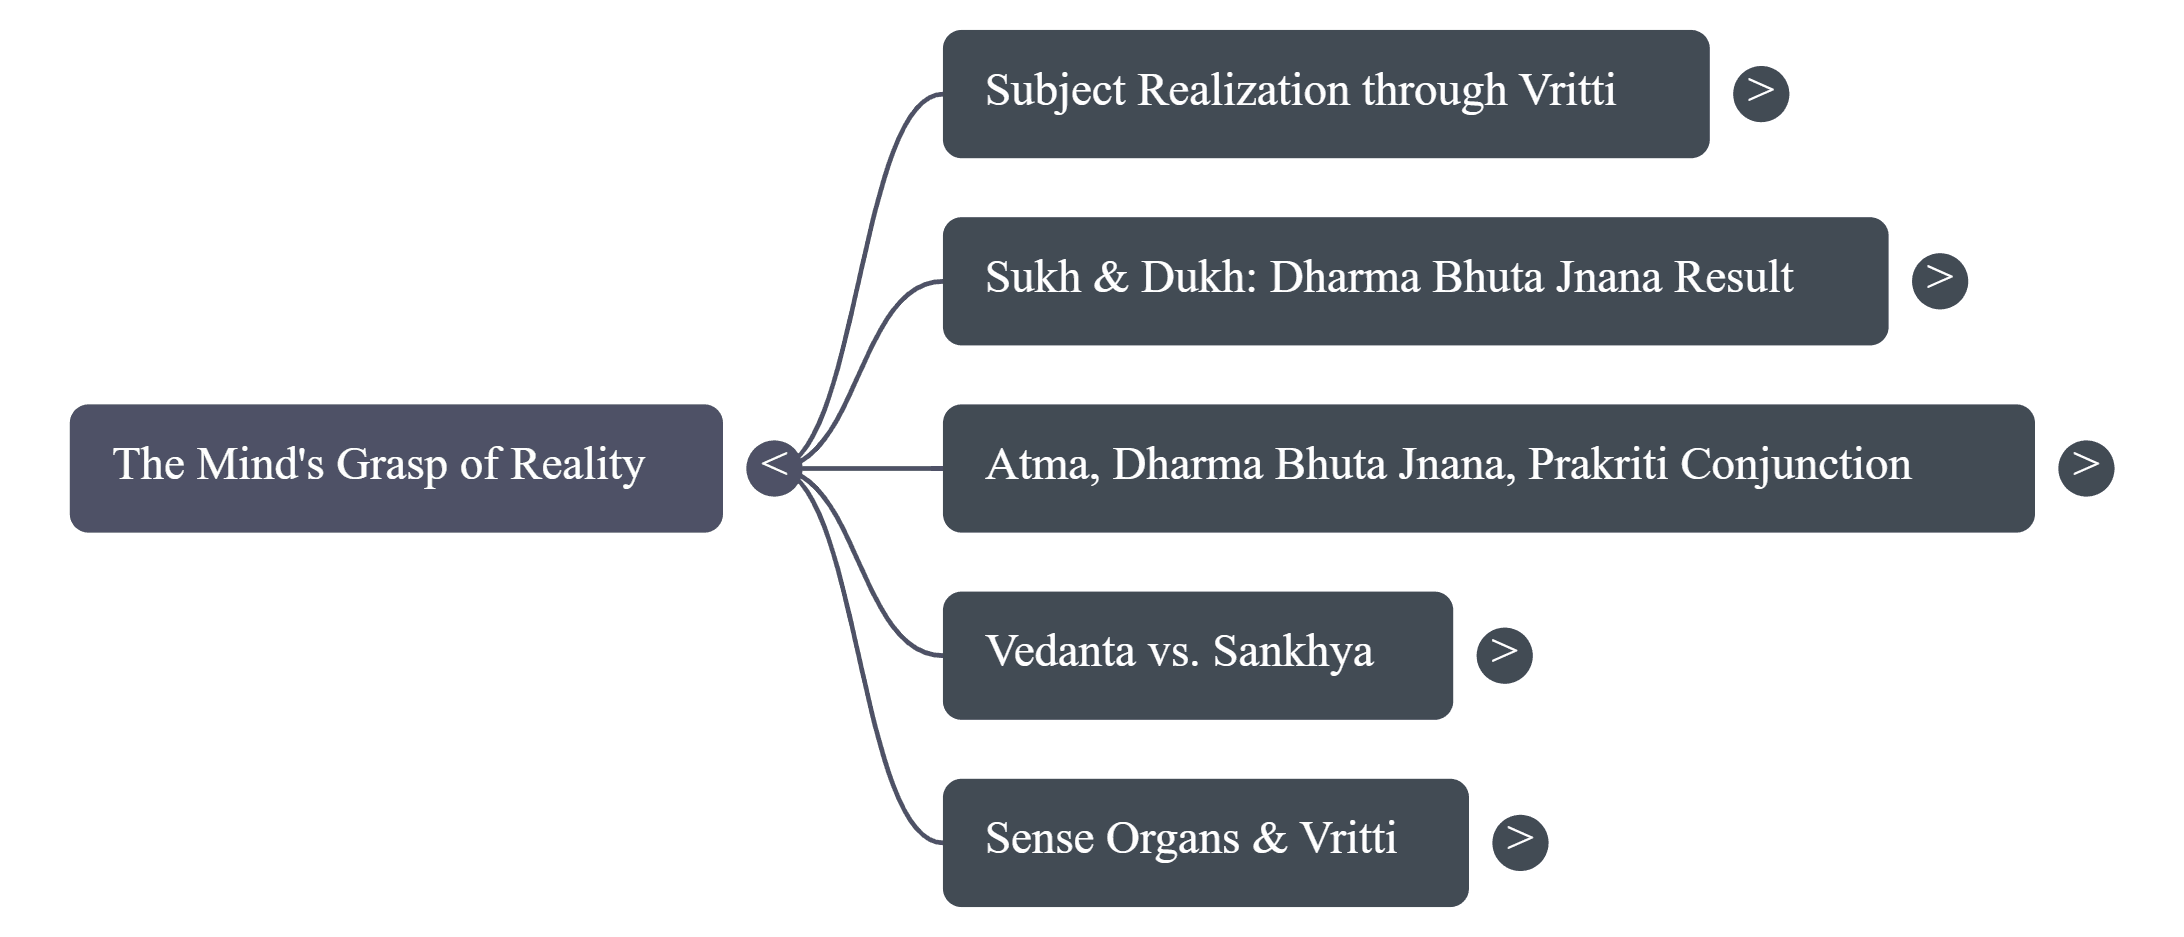 Subject Realization through Vritti
>
Sukh & Dukh: Dharma Bhuta Jnana Result
>
The Mind's Grasp of Reality
<
Atma, Dharma Bhuta Jnana, Prakriti Conjunction
>
Vedanta vs. Sankhya
>
Sense Organs & Vritti
>